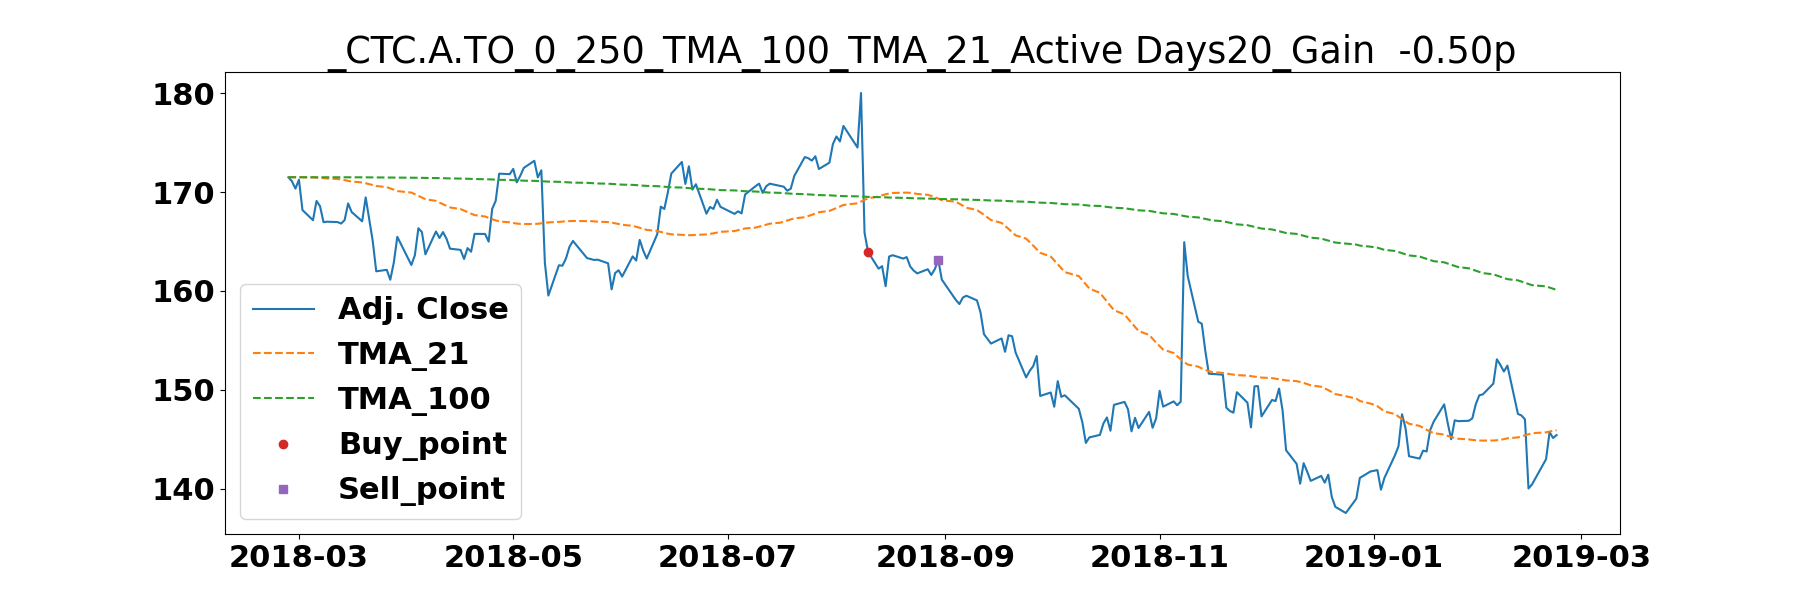 _CTC.A.TO_0_250_TMA_100_TMA_21_Active Days20_Gain  -0.50p
180
170
160
150
140
Adj. Close
TMA_21
TMA_100
Buy_point
Sell_point
2018-03 2018-05 2018-07 2018-09 2018-11 2019-01 2019-03